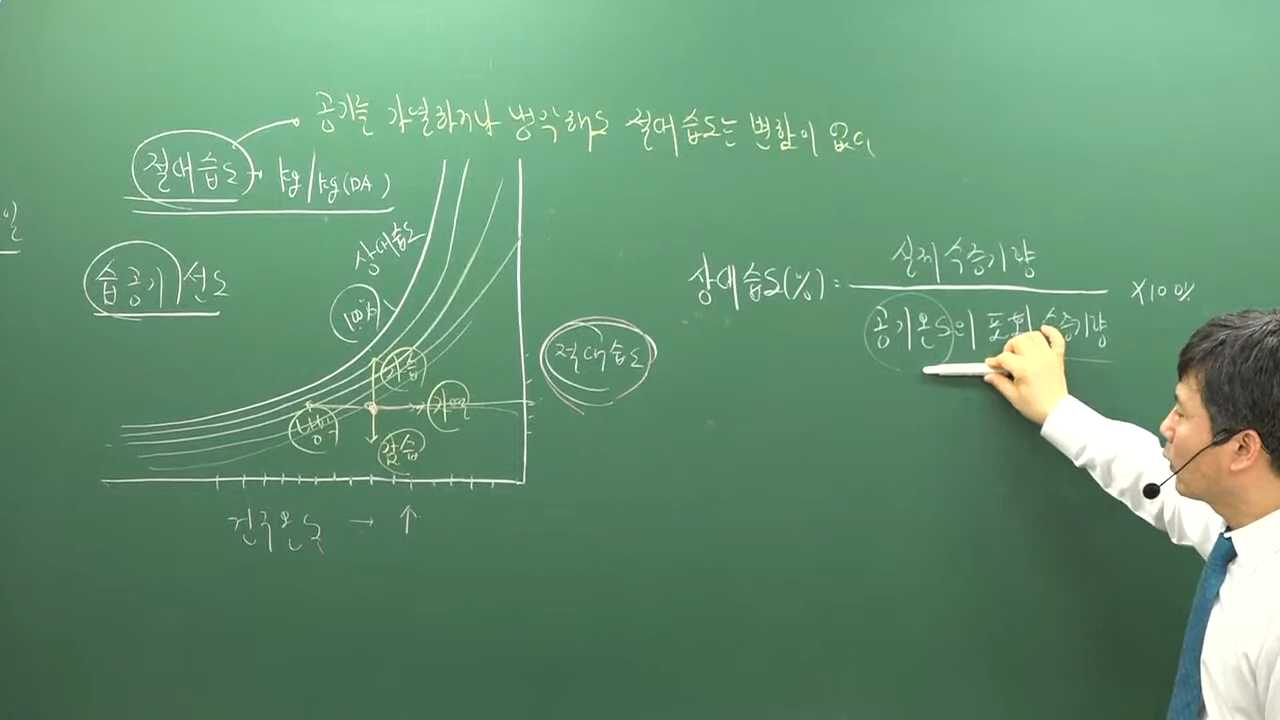 공기를 가열하거나 냉각해도 절대습도는 변함이 없다
절대습도 → kg/kg(DA)
일
습공기선도
상대습도
100%
가습
가열
냉각
감습
절대습도
건구온도 → ↑
상대습도(%) = 실제수증기량
공기온도의 포화수증기량
×100%